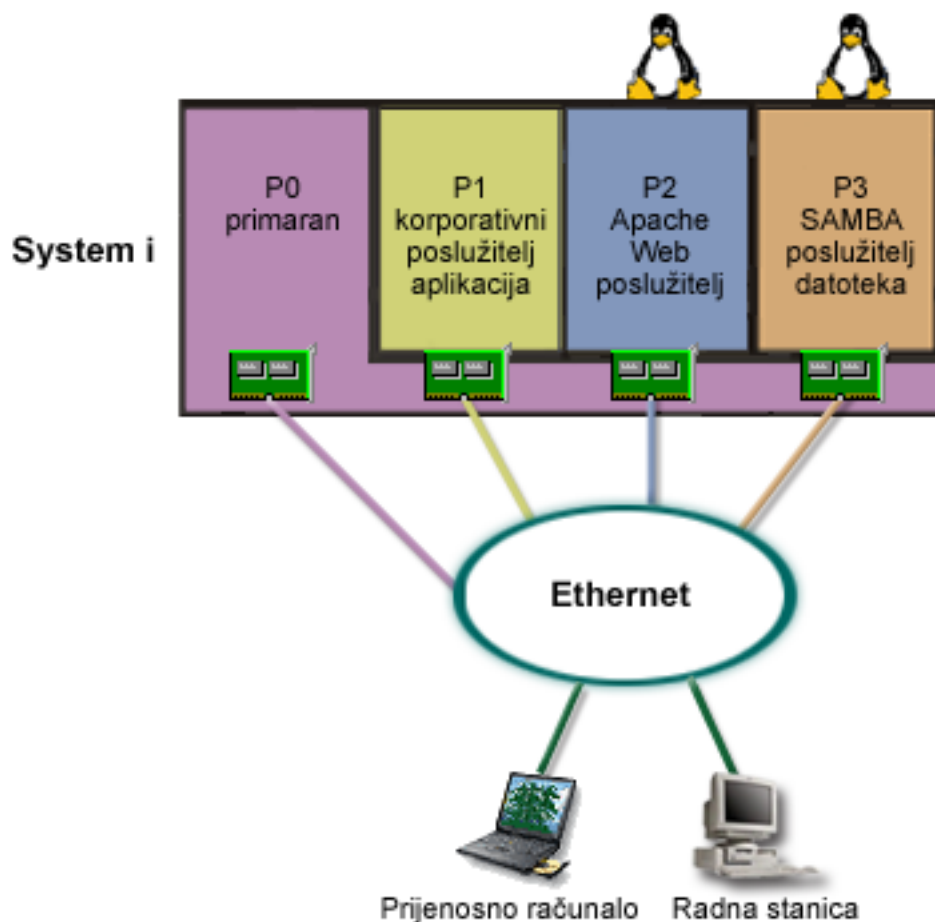 System i
P0
primaran
P1
korporativni
poslužitelj
aplikacija
P2
Apache
Web
poslužitelj
P3
SAMBA
poslužitelj
datoteka
Ethernet
Prijenosno računalo
Radna stanica